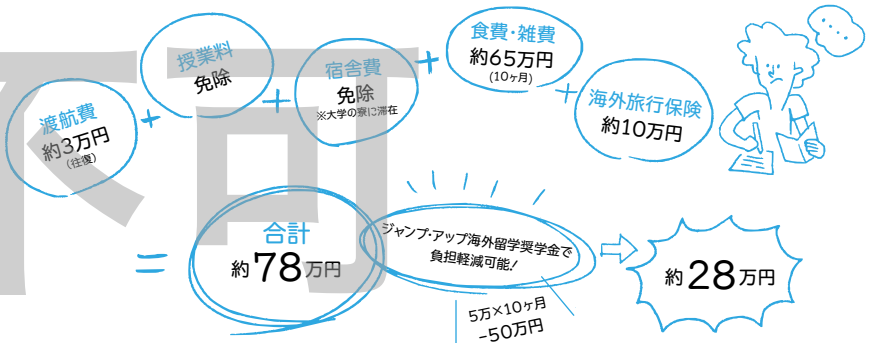 渡航費
約3万円
(往復)
+
授業料
免除
+
宿舎費
免除
※大学の寮に滞在
+
食費・雑費
約65万円
(10ヶ月)
+
海外旅行保険
約10万円
=
合計
約78万円
ジャンプ・アップ海外留学奨学金で
負担軽減可能!
5万×10ヶ月
-50万円
約28万円
不可